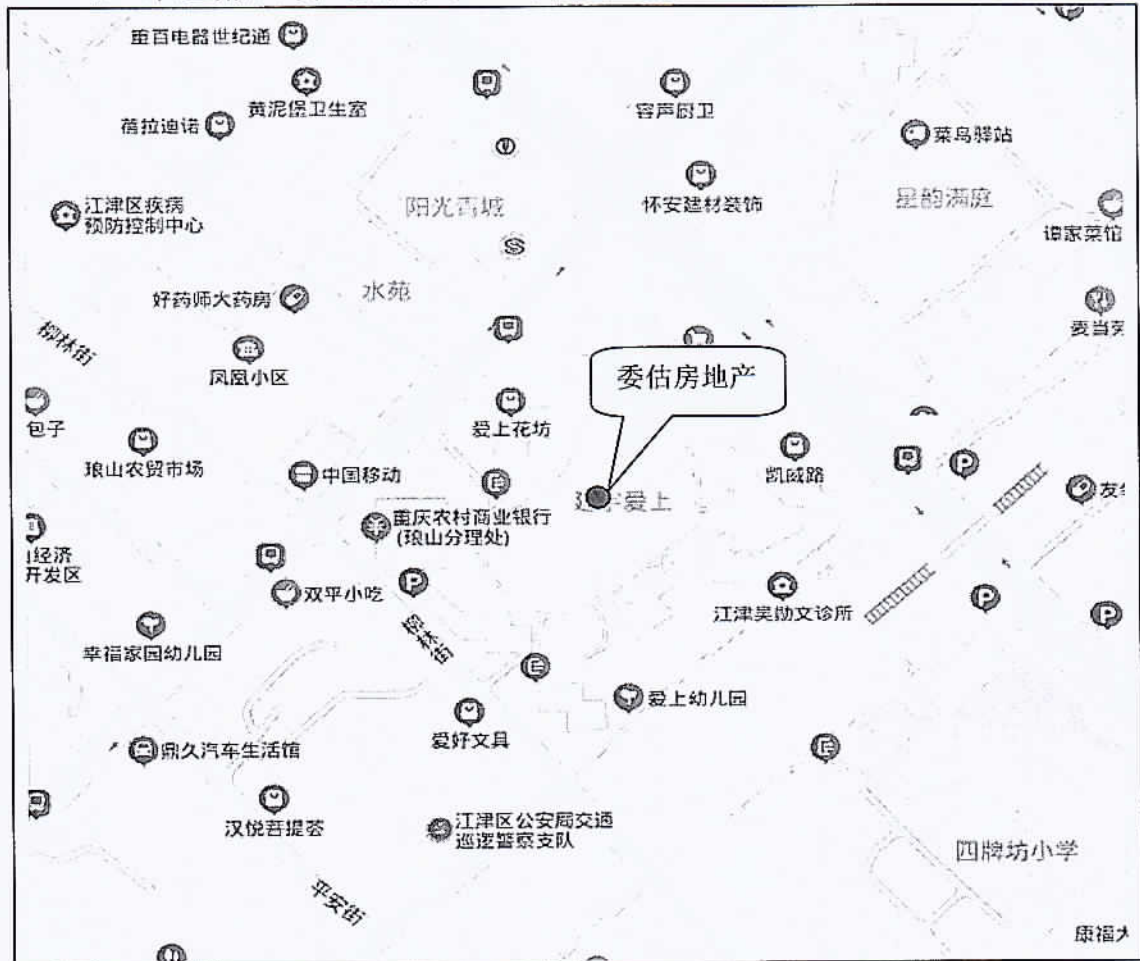 重百电器世纪通
黄泥堡卫生室
蓓拉迪诺
容声厨卫
菜鸟驿站
江津区疾病
预防控制中心
阳光香城
怀安建材装饰
星韵满庭
谭家菜馆
好药师大药房
水苑
柳林街
麦当劳
凤凰小区
委估房地产
包子
爱上花坊
琅山农贸市场
中国移动
凯威路
爱上
重庆农村商业银行
(琅山分理处)
经济
开发区
双平小吃
江津吴勋文诊所
幸福家园幼儿园
柳林街
爱上幼儿园
爱好文具
鼎久汽车生活馆
汉悦菩提荟
江津区公安局交通
巡逻警察支队
四牌坊小学
平安街
康福大